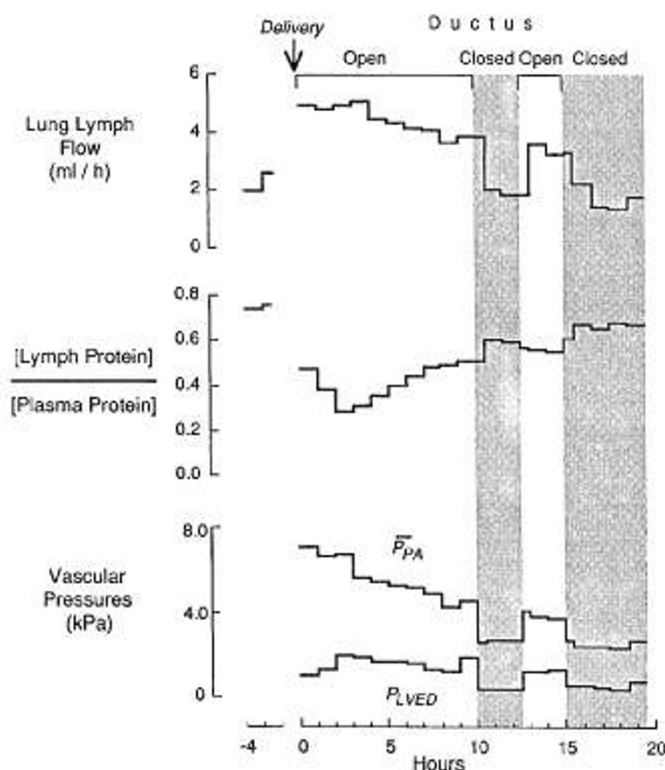 Ductus
Delivery
Open Closed Open Closed
Lung Lymph
Flow
(ml / h)
6
4
2
0
[Lymph Protein]
[Plasma Protein]
0.8
0.6
0.4
0.2
0.0
Vascular
Pressures
(kPa)
8.0
4.0
0
P̅PA
PLVED
-4 0 5 10 15 20
Hours